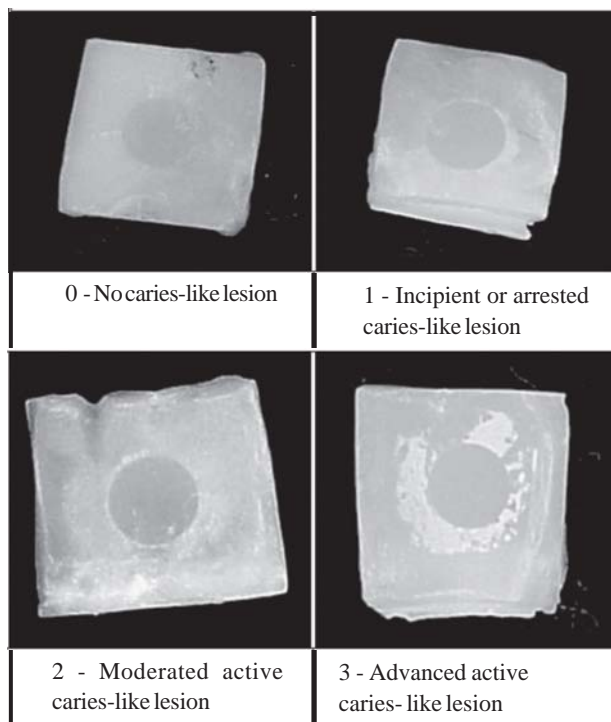 0 - No caries-like lesion
1 - Incipient or arrested
caries-like lesion
2 - Moderated active
caries-like lesion
3 - Advanced active
caries- like lesion